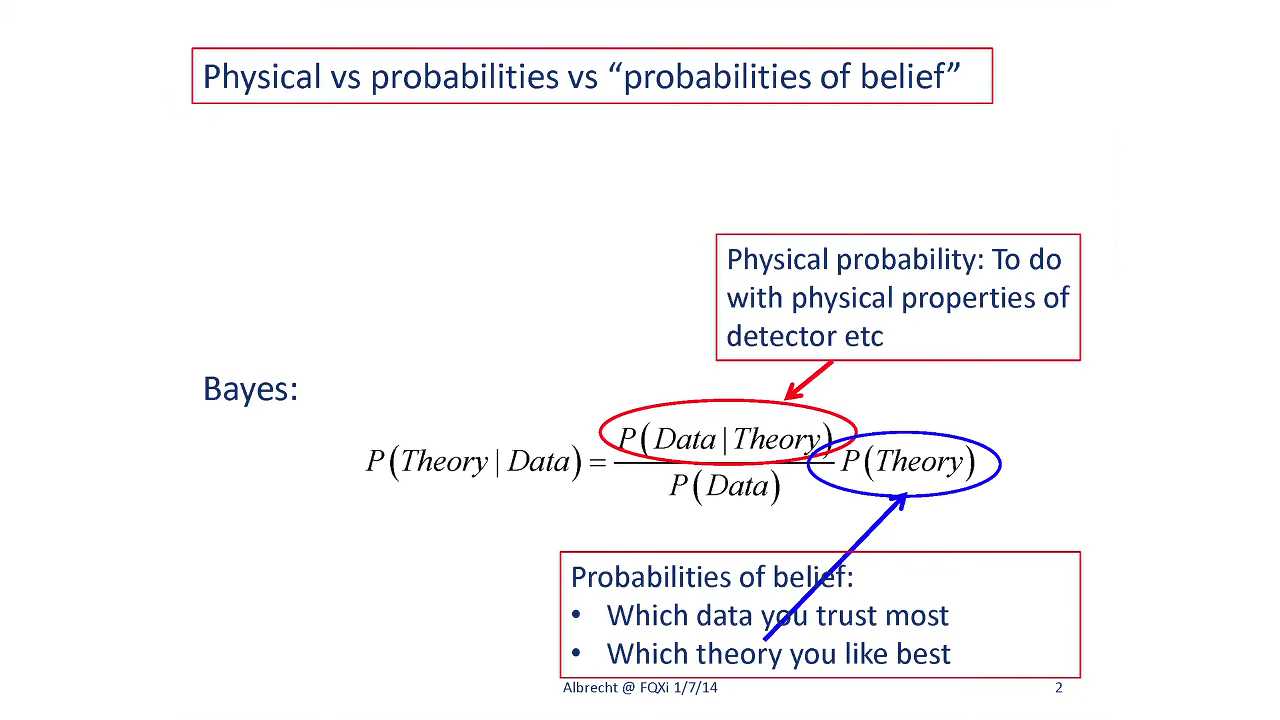 Physical vs probabilities vs “probabilities of belief”
Physical probability: To do
with physical properties of
detector etc
Bayes:
P(Theory | Data) = P(Data | Theory) / P(Data) P(Theory)
Probabilities of belief:
• Which data you trust most
• Which theory you like best
Albrecht @ FQXi 1/7/14 2